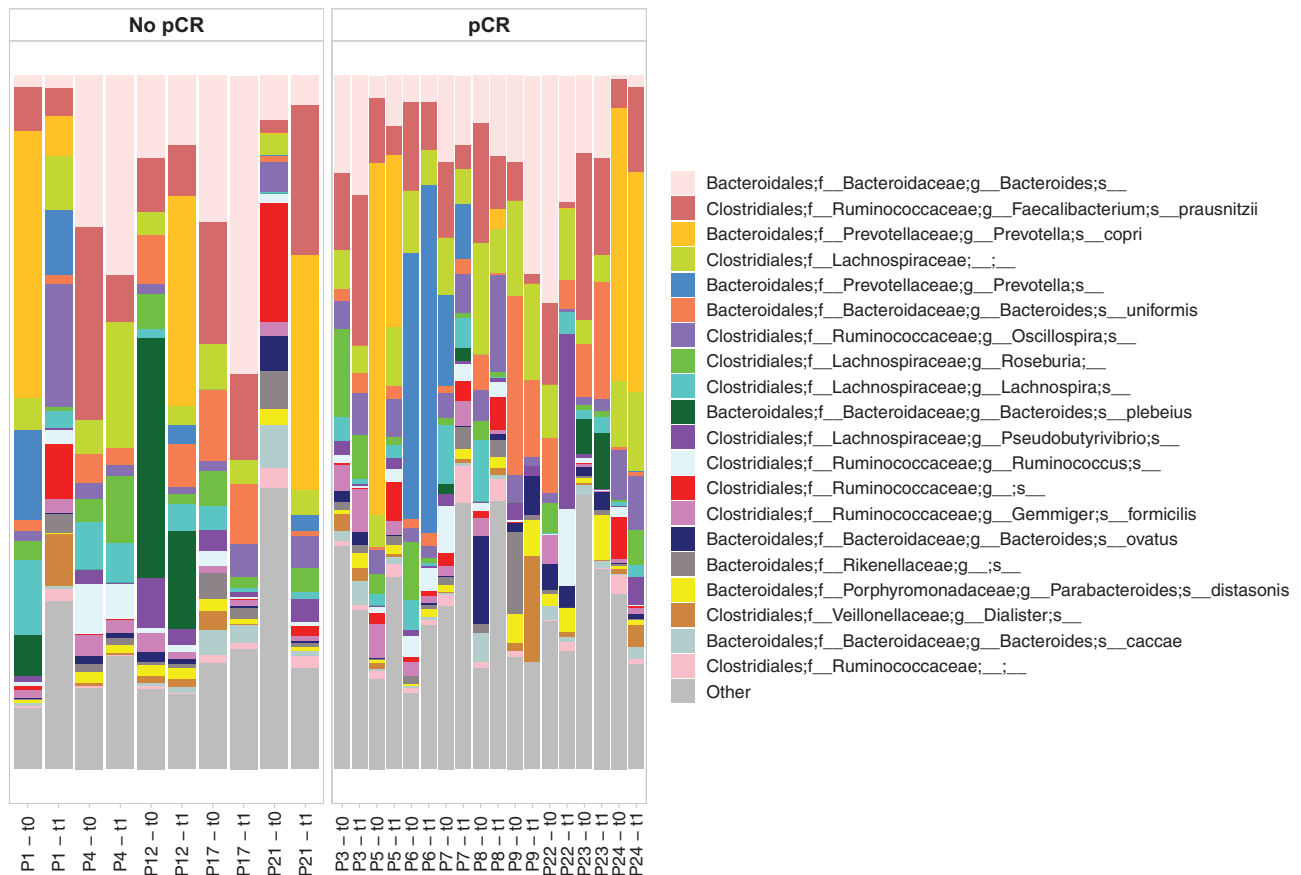 No pCR
pCR
Bacteroidales;f__Bacteroidaceae;g__Bacteroides;s__
Clostridiales;f__Ruminococcaceae;g__Faecalibacterium;s__prausnitzii
Bacteroidales;f__Prevotellaceae;g__Prevotella;s__copri
Clostridiales;f__Lachnospiraceae;__;__
Bacteroidales;f__Prevotellaceae;g__Prevotella;s__
Bacteroidales;f__Bacteroidaceae;g__Bacteroides;s__uniformis
Clostridiales;f__Ruminococcaceae;g__Oscillospira;s__
Clostridiales;f__Lachnospiraceae;g__Roseburia;__
Clostridiales;f__Lachnospiraceae;g__Lachnospira;s__
Bacteroidales;f__Bacteroidaceae;g__Bacteroides;s__plebeius
Clostridiales;f__Lachnospiraceae;g__Pseudobutyrivibrio;s__
Clostridiales;f__Ruminococcaceae;g__Ruminococcus;s__
Clostridiales;f__Ruminococcaceae;g__;s__
Clostridiales;f__Ruminococcaceae;g__Gemmiger;s__formicilis
Bacteroidales;f__Bacteroidaceae;g__Bacteroides;s__ovatus
Bacteroidales;f__Rikenellaceae;g__;s__
Bacteroidales;f__Porphyromonadaceae;g__Parabacteroides;s__distasonis
Clostridiales;f__Veillonellaceae;g__Dialister;s__
Bacteroidales;f__Bacteroidaceae;g__Bacteroides;s__caccae
Clostridiales;f__Ruminococcaceae;__;__
Other
P1 – t0
P1 – t1
P4 – t0
P4 – t1
P12 – t0
P12 – t1
P17 – t0
P17 – t1
P21 – t0
P21 – t1
P3 – t0
P3 – t1
P5 – t0
P5 – t1
P6 – t0
P6 – t1
P7 – t0
P7 – t1
P8 – t0
P8 – t1
P9 – t0
P9 – t1
P22 – t0
P22 – t1
P23 – t0
P23 – t1
P24 – t0
P24 – t1